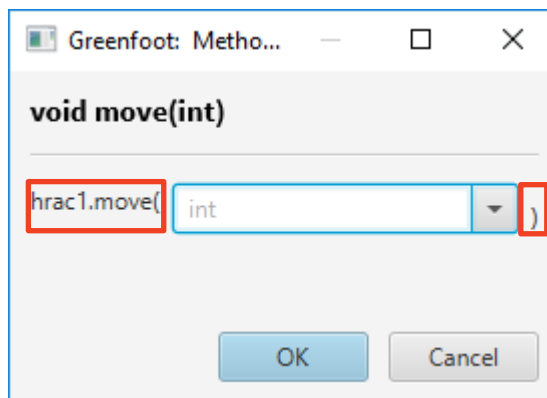 Greenfoot: Metho...
void move(int)
hrac1.move( int )
OK Cancel